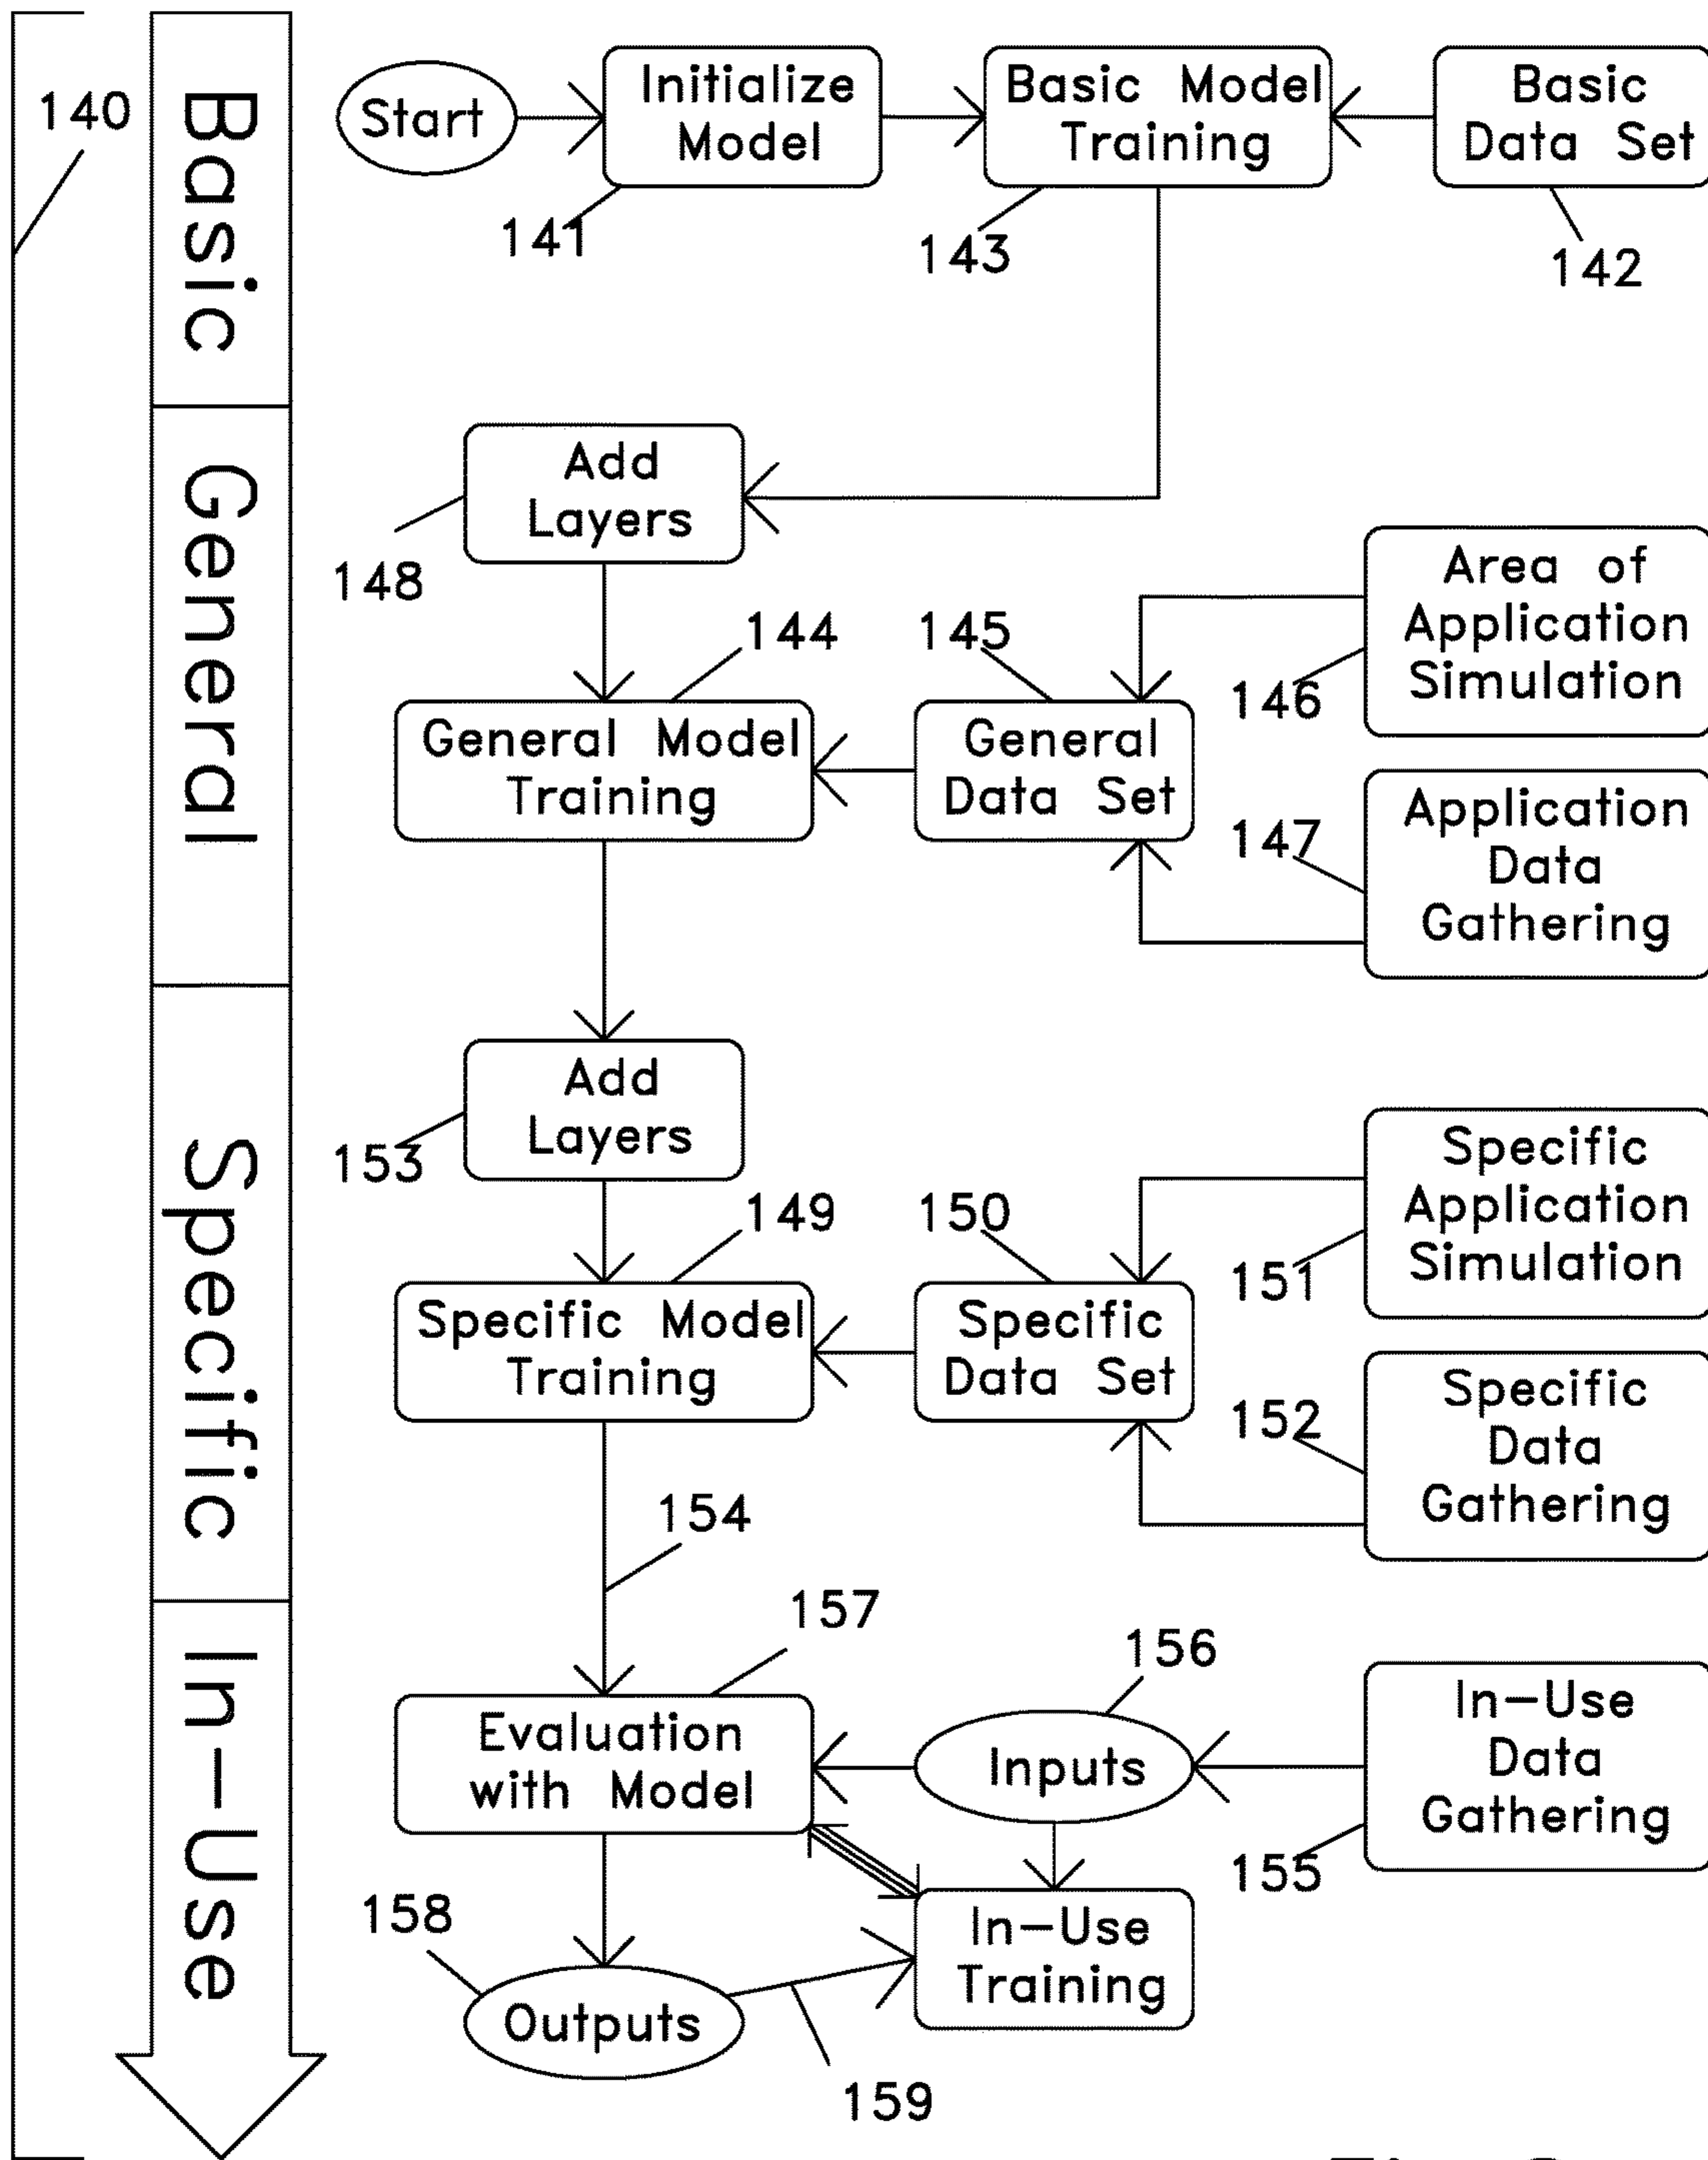 140
Basic
General
Specific
In-Use
Start
Initialize
Model
Basic Model
Training
Basic
Data Set
141
143
142
Add
Layers
148
144
145
Area of
Application
Simulation
146
General Model
Training
General
Data Set
147
Application
Data
Gathering
Add
Layers
153
149
150
Specific
Application
Simulation
151
Specific Model
Training
Specific
Data Set
152
Specific
Data
Gathering
154
157
156
Evaluation
with Model
Inputs
In-Use
Data
Gathering
155
158
In-Use
Training
Outputs
159